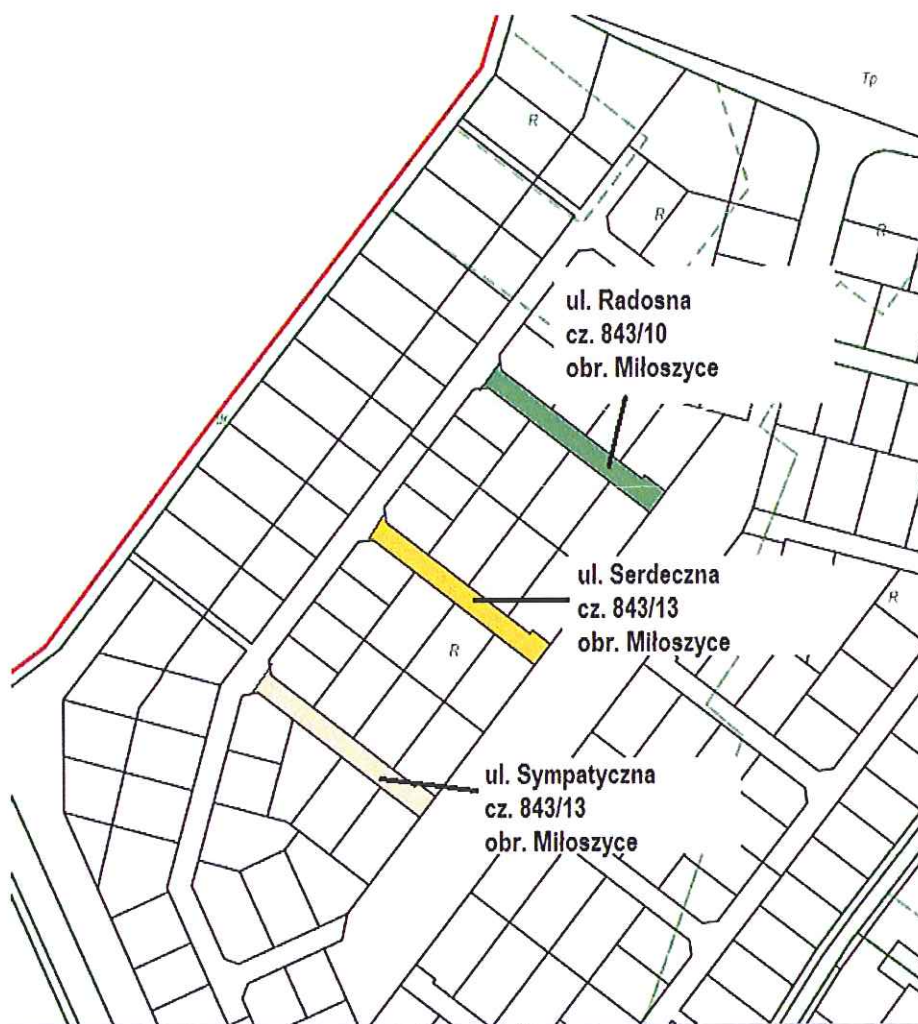 Tp
R
R
R
ul. Radosna
cz. 843/10
obr. Miłoszyce
ul. Serdeczna
cz. 843/13
obr. Miłoszyce
R
R
ul. Sympatyczna
cz. 843/13
obr. Miłoszyce